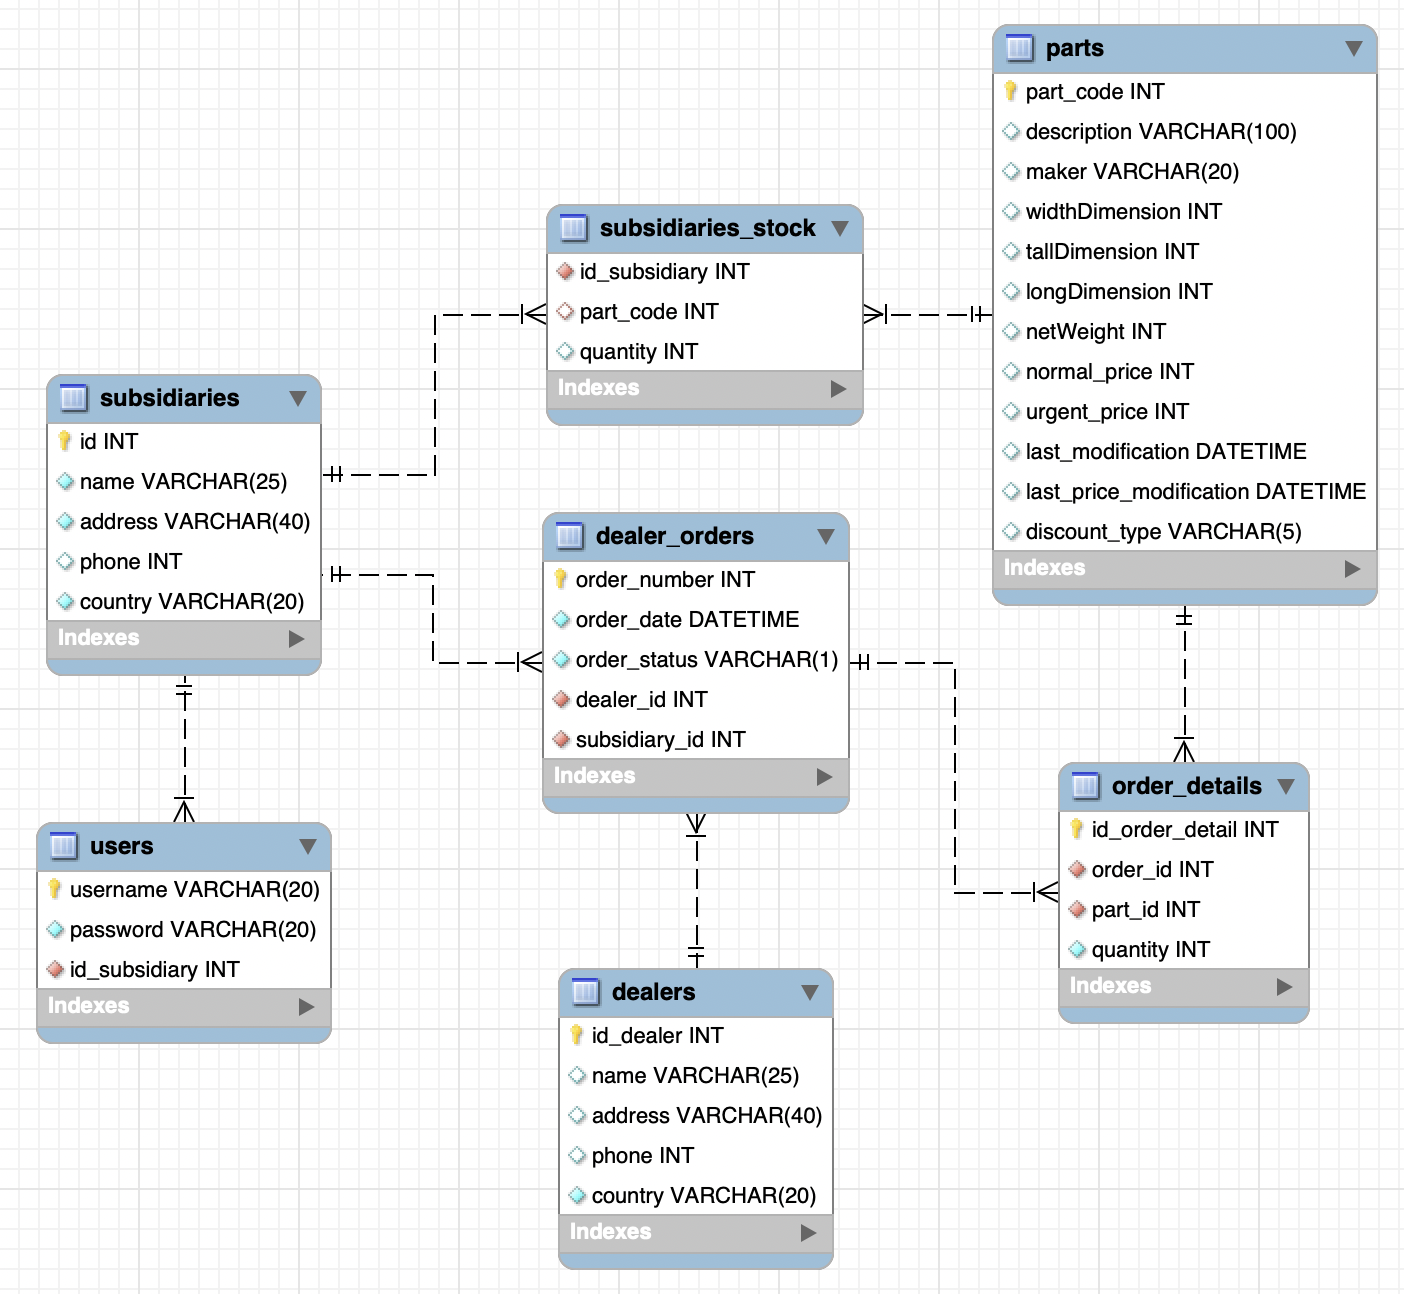 parts
part_code INT
description VARCHAR(100)
maker VARCHAR(20)
widthDimension INT
tallDimension INT
longDimension INT
netWeight INT
normal_price INT
urgent_price INT
last_modification DATETIME
last_price_modification DATETIME
discount_type VARCHAR(5)
Indexes
subsidiaries_stock
id_subsidiary INT
part_code INT
quantity INT
Indexes
subsidiaries
id INT
name VARCHAR(25)
address VARCHAR(40)
phone INT
country VARCHAR(20)
Indexes
dealer_orders
order_number INT
order_date DATETIME
order_status VARCHAR(1)
dealer_id INT
subsidiary_id INT
Indexes
order_details
id_order_detail INT
order_id INT
part_id INT
quantity INT
Indexes
users
username VARCHAR(20)
password VARCHAR(20)
id_subsidiary INT
Indexes
dealers
id_dealer INT
name VARCHAR(25)
address VARCHAR(40)
phone INT
country VARCHAR(20)
Indexes